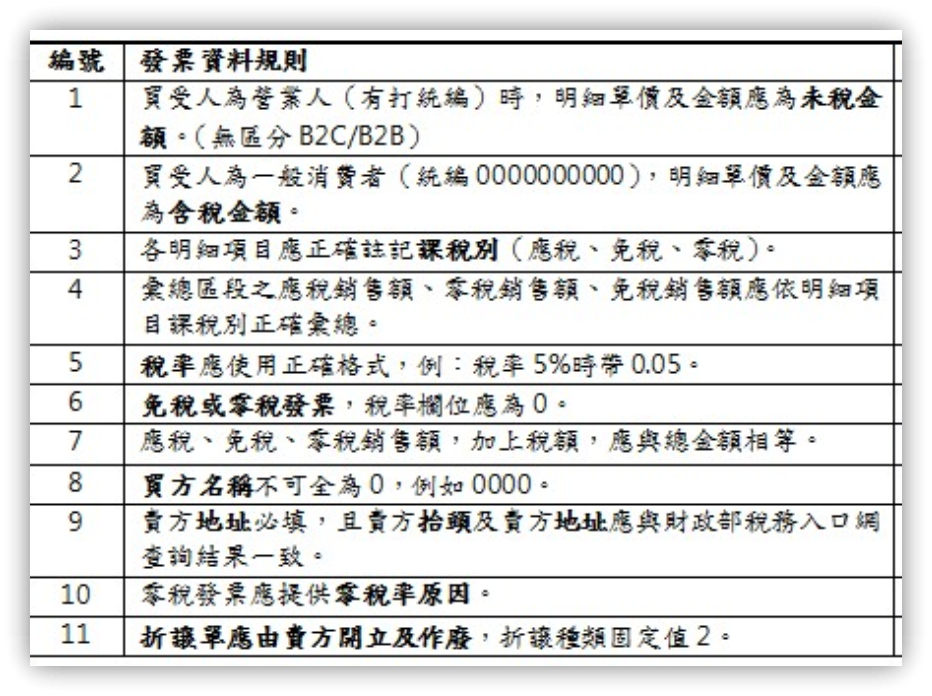 編號 發票資料規則
1 買受人為營業人（有打統編）時，明細單價及金額應為未稅金
額。（無區分 B2C/B2B）
2 買受人為一般消費者（統編 0000000000），明細單價及金額應
為含稅金額。
3 各明細項目應正確註記課稅別（應稅、免稅、零稅）。
4 彙總區段之應稅銷售額、零稅銷售額、免稅銷售額應依明細項
目課稅別正確彙總。
5 稅率應使用正確格式，例：稅率 5%時帶 0.05。
6 免稅或零稅發票，稅率欄位應為 0。
7 應稅、免稅、零稅銷售額，加上稅額，應與總金額相等。
8 買方名稱不可全為 0，例如 0000。
9 賣方地址必填，且賣方抬頭及賣方地址應與財政部稅務入口網
查詢結果一致。
10 零稅發票應提供零稅率原因。
11 折讓單應由賣方開立及作廢，折讓種類固定值 2。